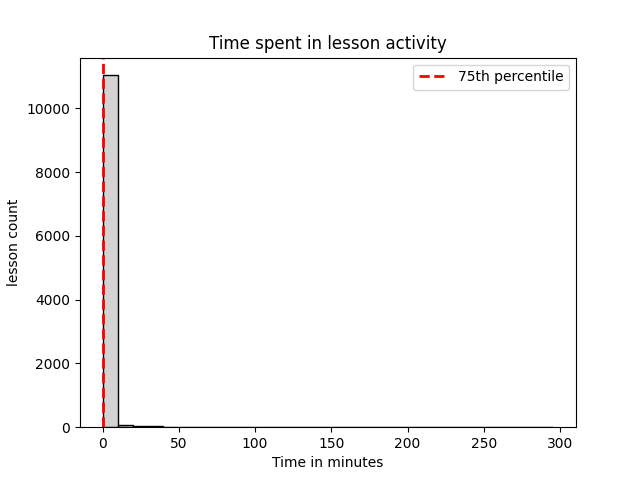 Time spent in lesson activity
75th percentile
10000
8000
6000
4000
2000
0
lesson count
0 50 100 150 200 250 300
Time in minutes